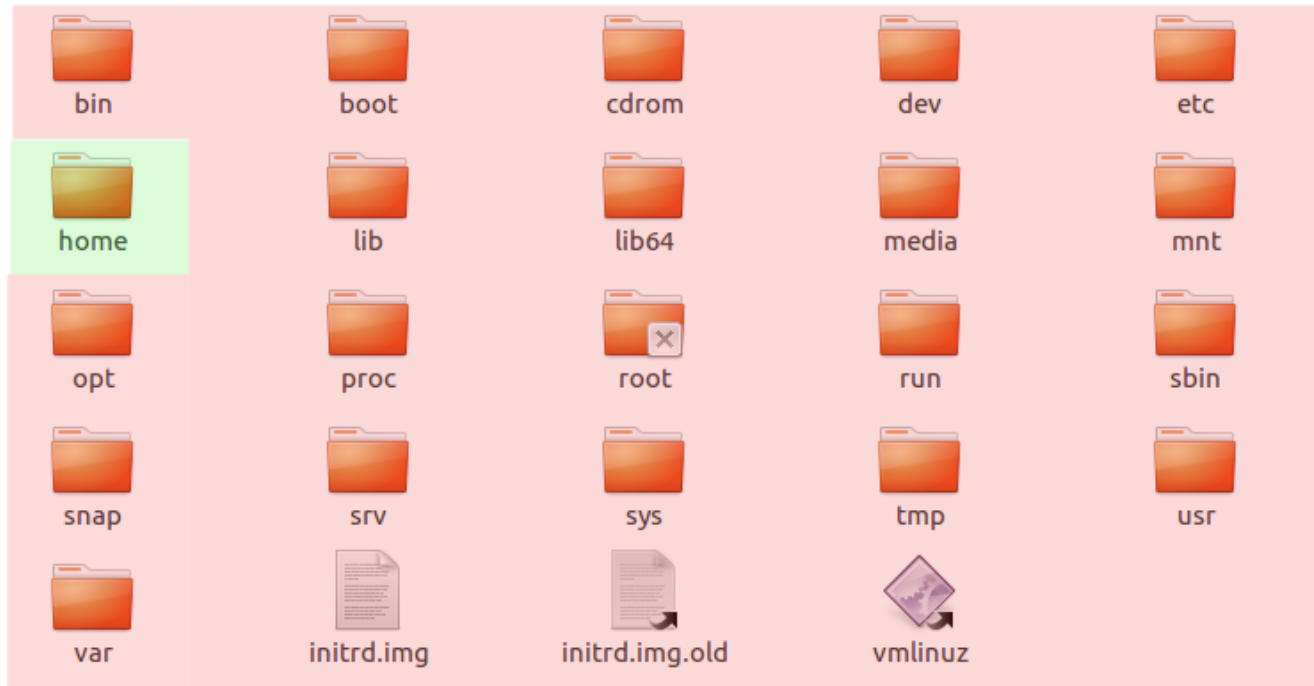 bin boot cdrom dev etc
home lib lib64 media mnt
opt proc root run sbin
snap srv sys tmp usr
var initrd.img initrd.img.old vmlinuz